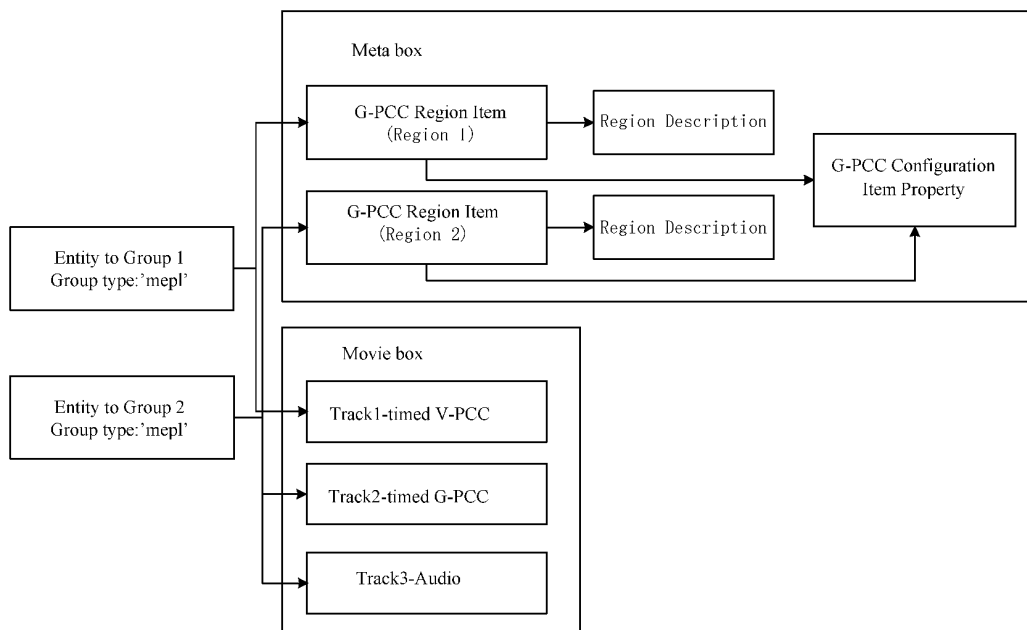 Meta box
G-PCC Region Item
(Region 1)
Region Description
G-PCC Configuration
Item Property
G-PCC Region Item
(Region 2)
Region Description
Entity to Group 1
Group type:’mepl’
Movie box
Entity to Group 2
Group type:’mepl’
Track1-timed V-PCC
Track2-timed G-PCC
Track3-Audio